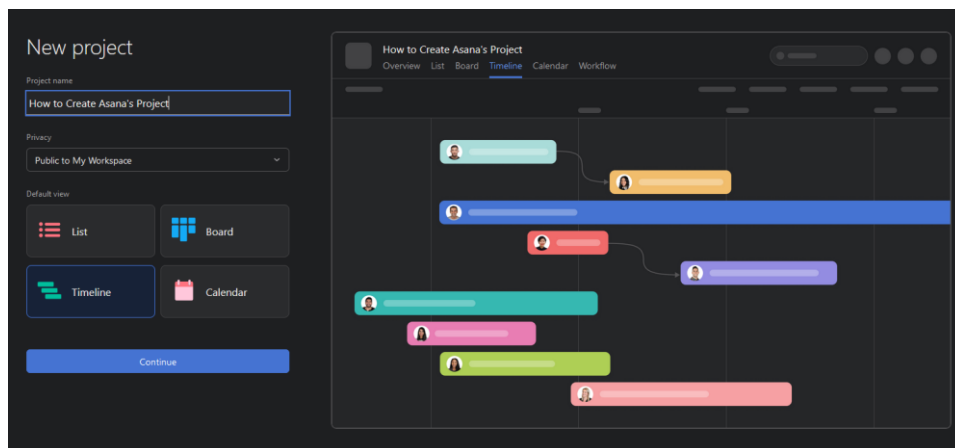 New project
Project name
How to Create Asana's Project
Privacy
Public to My Workspace
Default view
List
Board
Timeline
Calendar
Continue
How to Create Asana's Project
Overview List Board Timeline Calendar Workflow